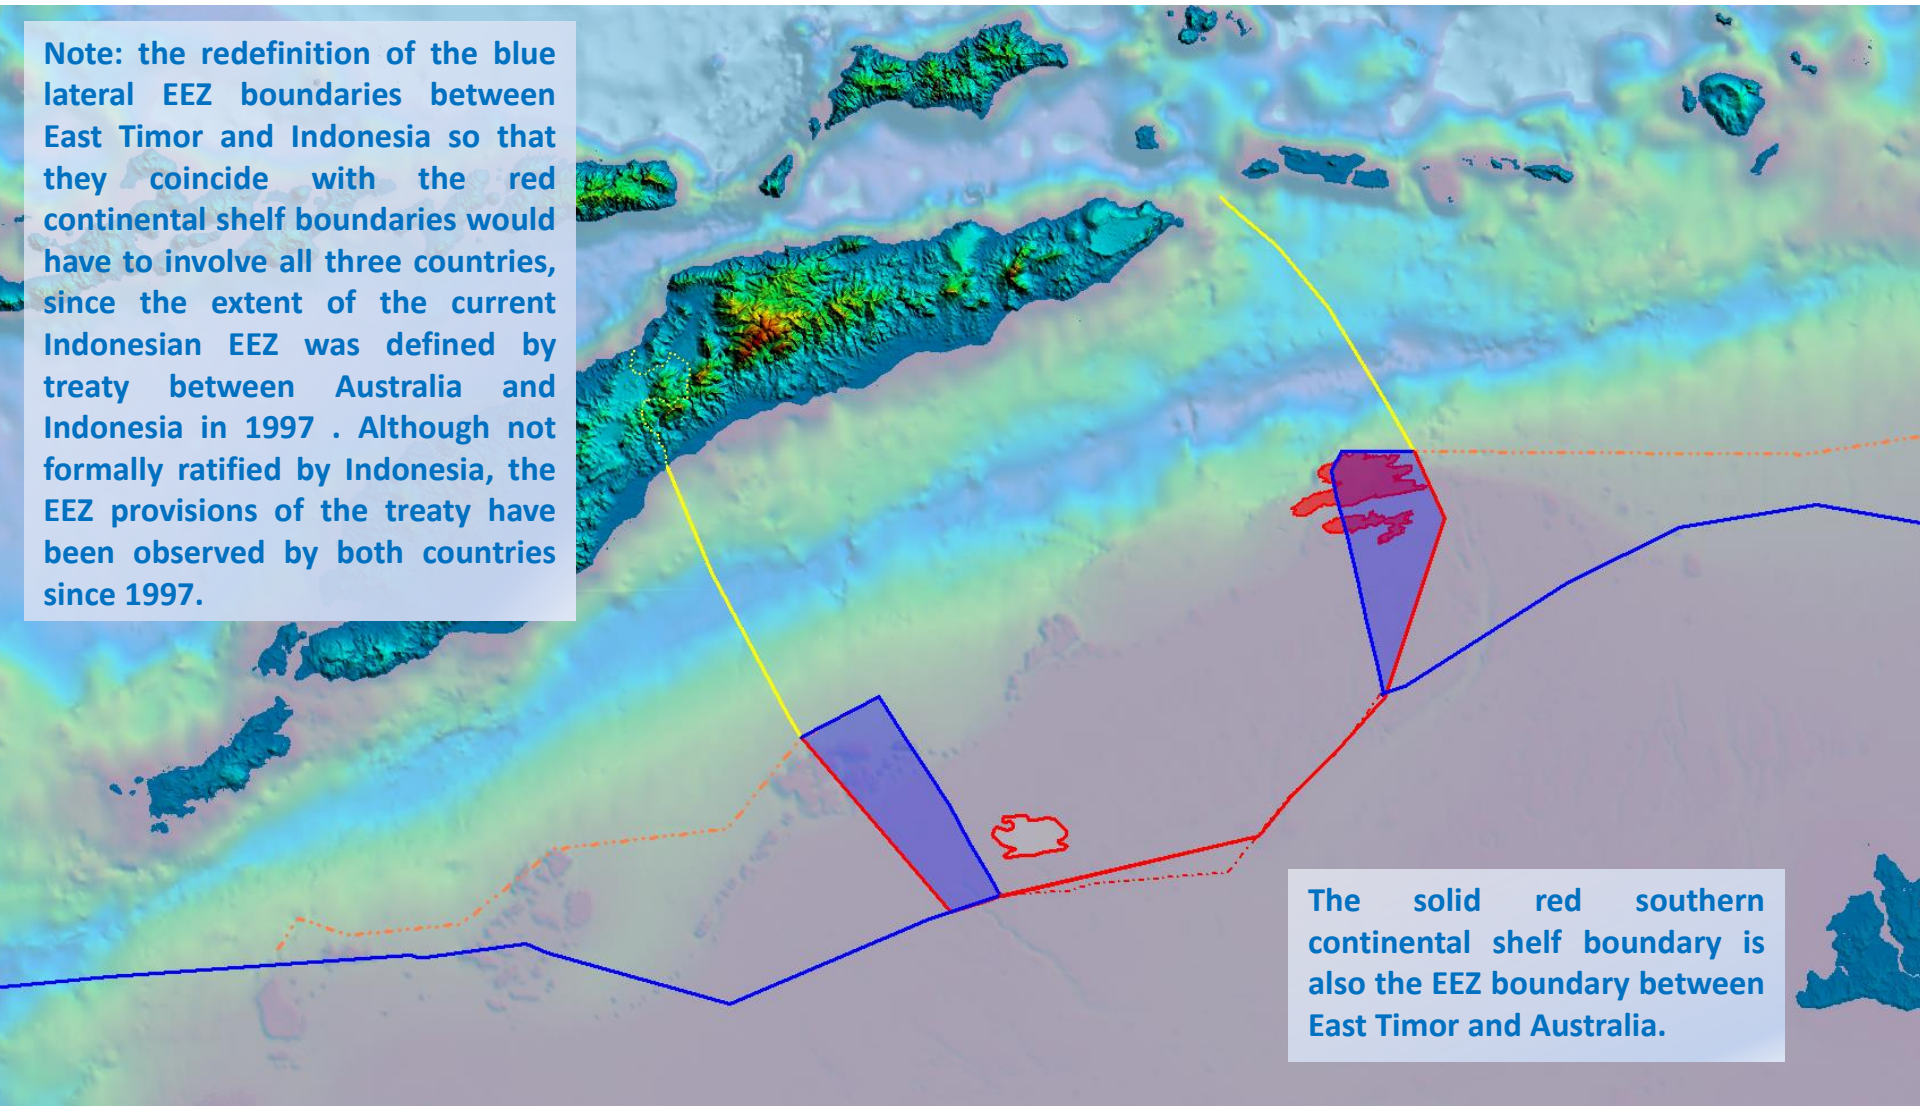 Note: the redefinition of the blue
lateral EEZ boundaries between
East Timor and Indonesia so that
they coincide with the red
continental shelf boundaries would
have to involve all three countries,
since the extent of the current
Indonesian EEZ was defined by
treaty between Australia and
Indonesia in 1997 . Although not
formally ratified by Indonesia, the
EEZ provisions of the treaty have
been observed by both countries
since 1997.
The solid red southern
continental shelf boundary is
also the EEZ boundary between
East Timor and Australia.